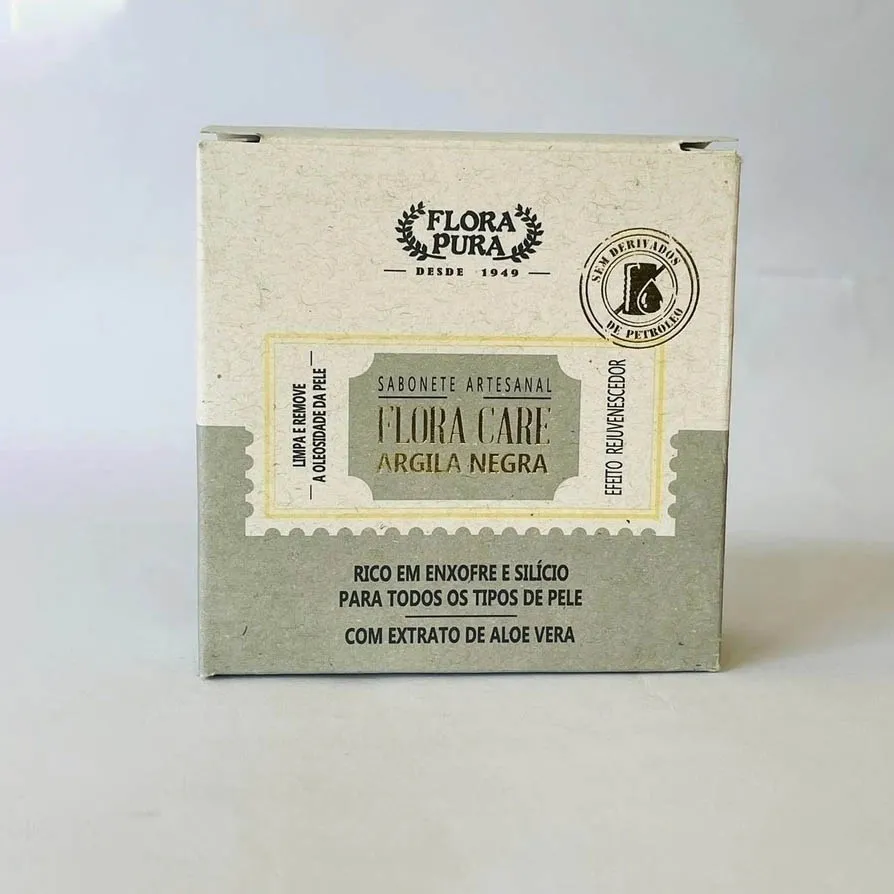 FLORA
PURA
DESDE 1949
SEM DERIVADOS
DE PETROLEO
LIMPA E REMOVE
A OLEOSIDADE DA PELE
SABONETE ARTESANAL
FLORA CARE
ARGILA NEGRA
EFEITO REJUVENESCEDOR
RICO EM ENXOFRE E SILÍCIO
PARA TODOS OS TIPOS DE PELE
COM EXTRATO DE ALOE VERA